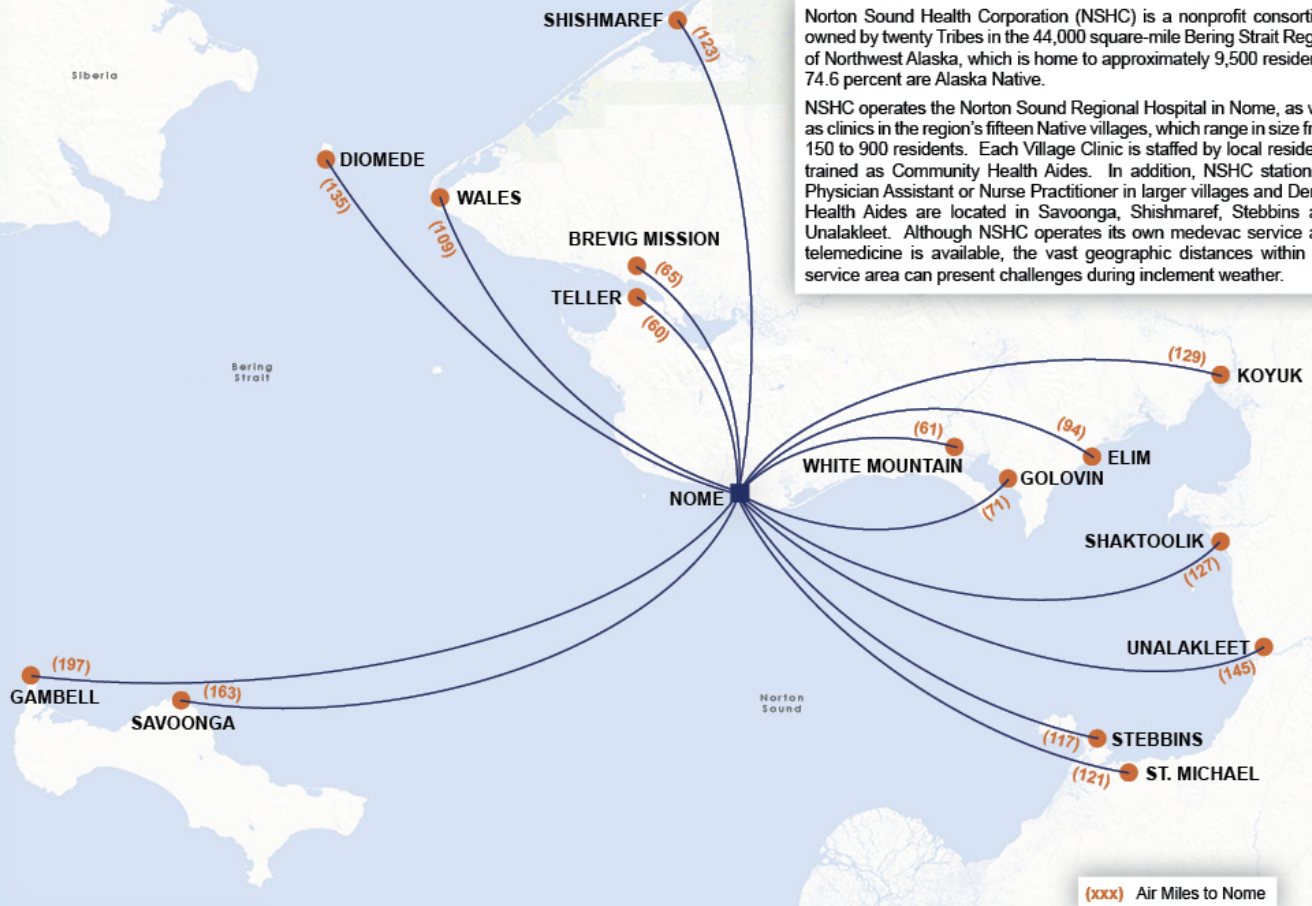 SHISHMAREF
(123)
Siberia
DIOMEDE
(135)
WALES
(109)
BREVIG MISSION
(65)
TELLER
(60)
Bering
Strait
Norton Sound Health Corporation (NSHC) is a nonprofit
owned by twenty Tribes in the 44,000 square-mile Bering Strait
of Northwest Alaska, which is home to approximately 9,500
74.6 percent are Alaska Native.
NSHC operates the Norton Sound Regional Hospital in Nome, as
as clinics in the region's fifteen Native villages, which range in size
150 to 900 residents. Each Village Clinic is staffed by local
trained as Community Health Aides. In addition, NSHC stations
Physician Assistant or Nurse Practitioner in larger villages and
Health Aides are located in Savoonga, Shishmaref, Stebbins
Unalakleet. Although NSHC operates its own medevac service
telemedicine is available, the vast geographic distances within
service area can present challenges during inclement weather.
(129)
KOYUK
(94)
ELIM
(61)
WHITE MOUNTAIN
GOLOVIN
(71)
NOME
SHAKTOOLIK
(127)
UNALAKLEET
(145)
(197)
GAMBELL
(163)
SAVOONGA
Norton
Sound
(117)
STEBBINS
(121)
ST. MICHAEL
(xxx) Air Miles to Nome